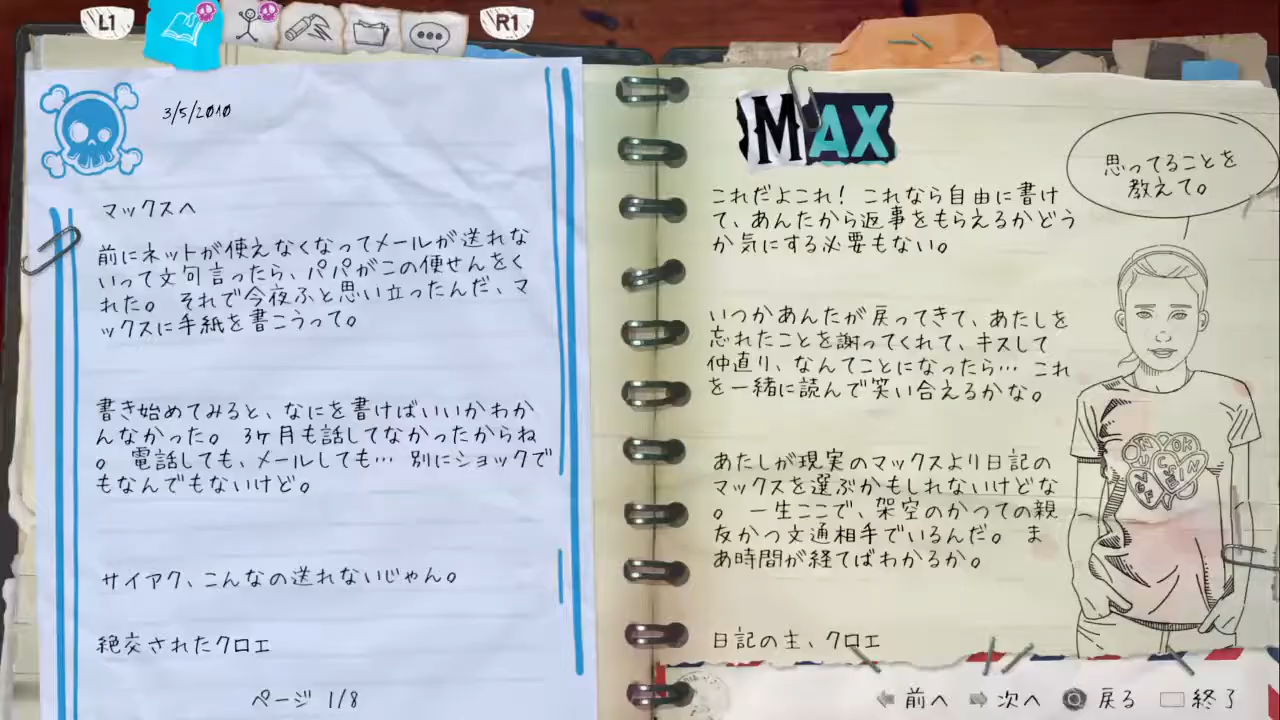 L1
R1
3/5/2010
マックスへ
前にネットが使えなくなってメールが送れな
いって文句言ったら、パパがこの便せんをく
れた。 それで今夜ふと思い立ったんだ、マ
ックスに手紙を書こうって。
書き始めてみると、なにを書けばいいかわか
んなかった。 3ヶ月も話してなかったからね
。 電話しても、メールしても… 別にショックで
もなんでもないけど。
サイアク、こんなの送れないじゃん。
絶交されたクロエ
ページ 1/8
MAX
これだよこれ! これなら自由に書け
て、あんたから返事をもらえるかどう
か気にする必要もない。
いつかあんたが戻ってきて、あたしを
忘れたことを謝ってくれて、キスして
仲直り、なんてことになったら… これ
を一緒に読んで笑い合えるかな。
あたしが現実のマックスより日記の
マックスを選ぶかもしれないけどな
。 一生ここで、架空のかつての親
友かつ文通相手でいるんだ。 ま
あ時間が経てばわかるか。
日記の主、クロエ
思ってることを
教えて。
前へ 次へ 戻る 終了